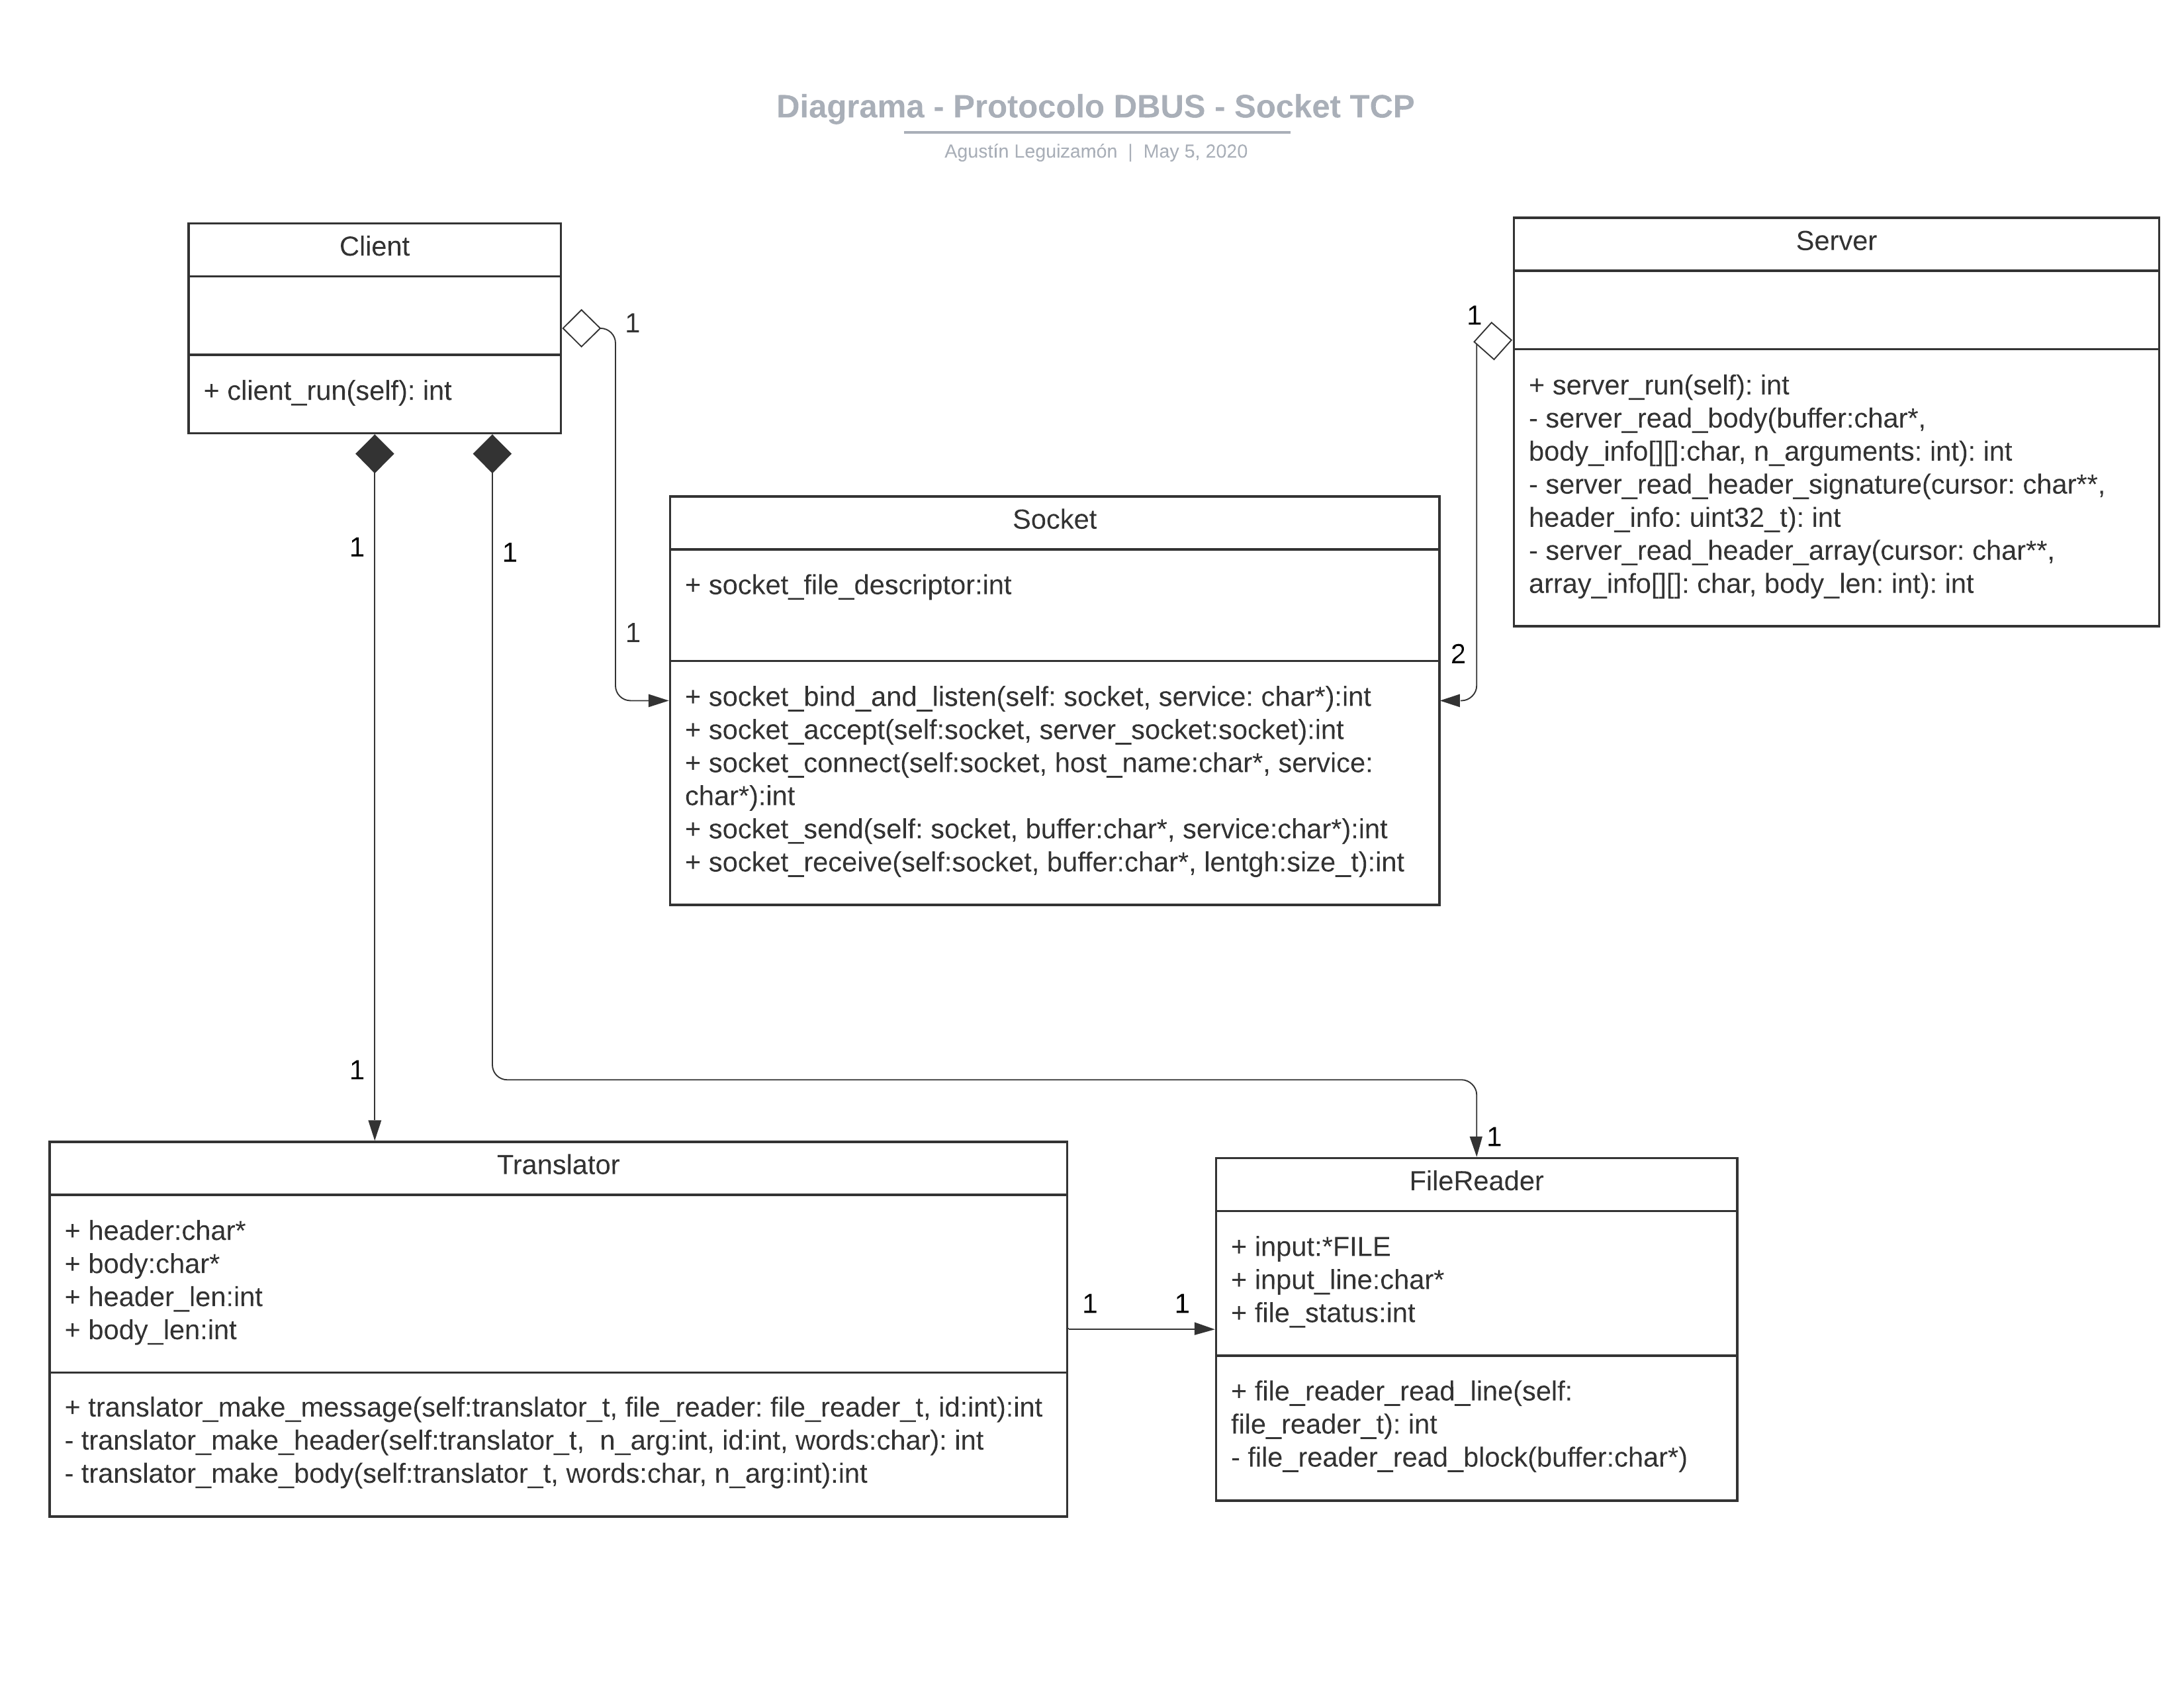 Diagrama - Protocolo DBUS - Socket TCP
Agustín Leguizamón | May 5, 2020
Client
+ client_run(self): int
1
1
1
1
1
1
Server
+ server_run(self): int
- server_read_body(buffer:char*,
body_info[][]:char, n_arguments: int): int
- server_read_header_signature(cursor: char**,
header_info: uint32_t): int
- server_read_header_array(cursor: char**,
array_info[][]: char, body_len: int): int
1
2
Socket
+ socket_file_descriptor:int
+ socket_bind_and_listen(self: socket, service: char*):int
+ socket_accept(self:socket, server_socket:socket):int
+ socket_connect(self:socket, host_name:char*, service:
char*):int
+ socket_send(self: socket, buffer:char*, service:char*):int
+ socket_receive(self:socket, buffer:char*, lentgh:size_t):int
Translator
+ header:char*
+ body:char*
+ header_len:int
+ body_len:int
+ translator_make_message(self:translator_t, file_reader: file_reader_t, id:int):int
- translator_make_header(self:translator_t,  n_arg:int, id:int, words:char): int
- translator_make_body(self:translator_t, words:char, n_arg:int):int
1 1
FileReader
+ input:*FILE
+ input_line:char*
+ file_status:int
+ file_reader_read_line(self:
file_reader_t): int
- file_reader_read_block(buffer:char*)